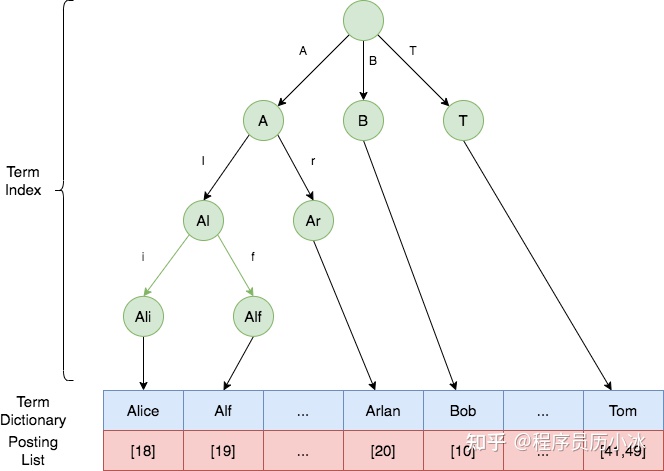 A
B
T
A
B
T
l
r
Al
Ar
i
f
Ali
Alf
Term
Index
Term
Dictionary
Alice Alf ... Arlan Bob ... Tom
Posting
List
[18] [19] ... [20] [10] ... [41,49]
知乎 @程序员历小冰